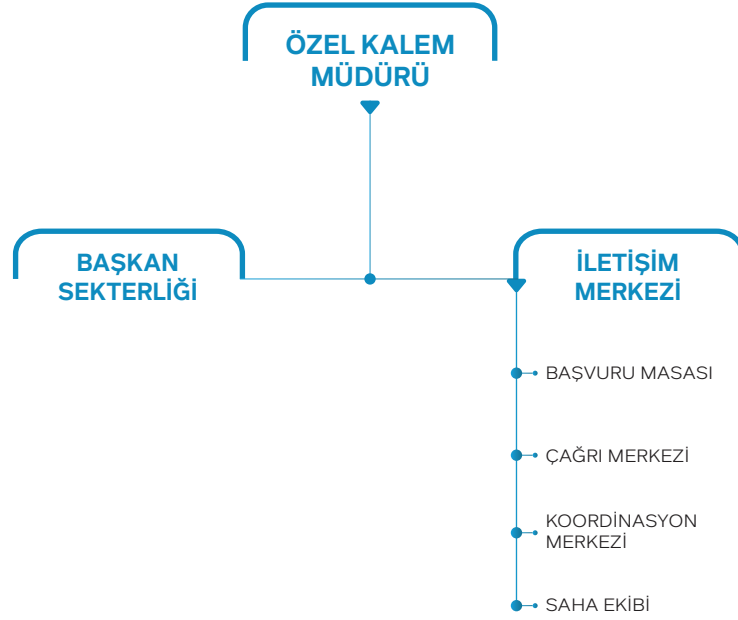 ÖZEL KALEM
MÜDÜRÜ
BAŞKAN
SEKTERLİĞİ
İLETİŞİM
MERKEZİ
BAŞVURU MASASI
ÇAĞRI MERKEZİ
KOORDİNASYON
MERKEZİ
SAHA EKİBİ